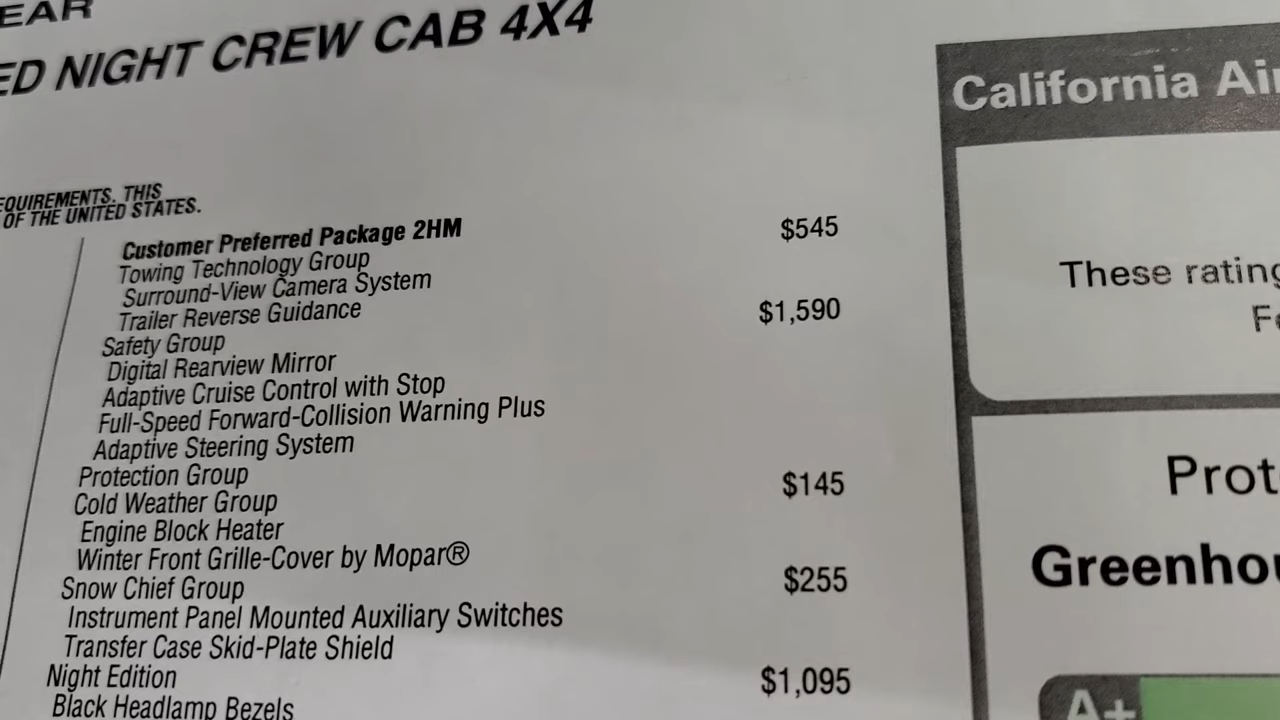 EAR
ED NIGHT CREW CAB 4X4
EQUIREMENTS. THIS
OF THE UNITED STATES.
Customer Preferred Package 2HM
Towing Technology Group $545
Surround-View Camera System
Trailer Reverse Guidance
Safety Group $1,590
Digital Rearview Mirror
Adaptive Cruise Control with Stop
Full-Speed Forward-Collision Warning Plus
Adaptive Steering System
Protection Group $145
Cold Weather Group
Engine Block Heater
Winter Front Grille-Cover by Mopar®
Snow Chief Group $255
Instrument Panel Mounted Auxiliary Switches
Transfer Case Skid-Plate Shield
Night Edition $1,095
Black Headlamp Bezels
California Air
These rating
Fo
Prot
Greenhou
A+